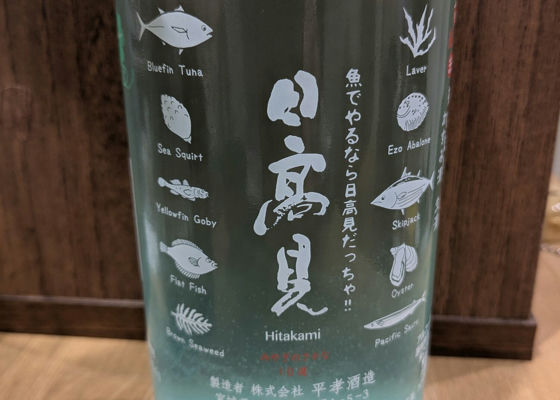 Bluefin Tuna
Sea Squirt
Yellowfin Goby
Flat Fish
Brown Seaweed
日高見
Hitakami
魚でやるなら日高見だっちゃ!!
Laver
Ezo Abalone
Skipjack
Oyster
Pacific Saury
製造者 株式会社 平孝酒造